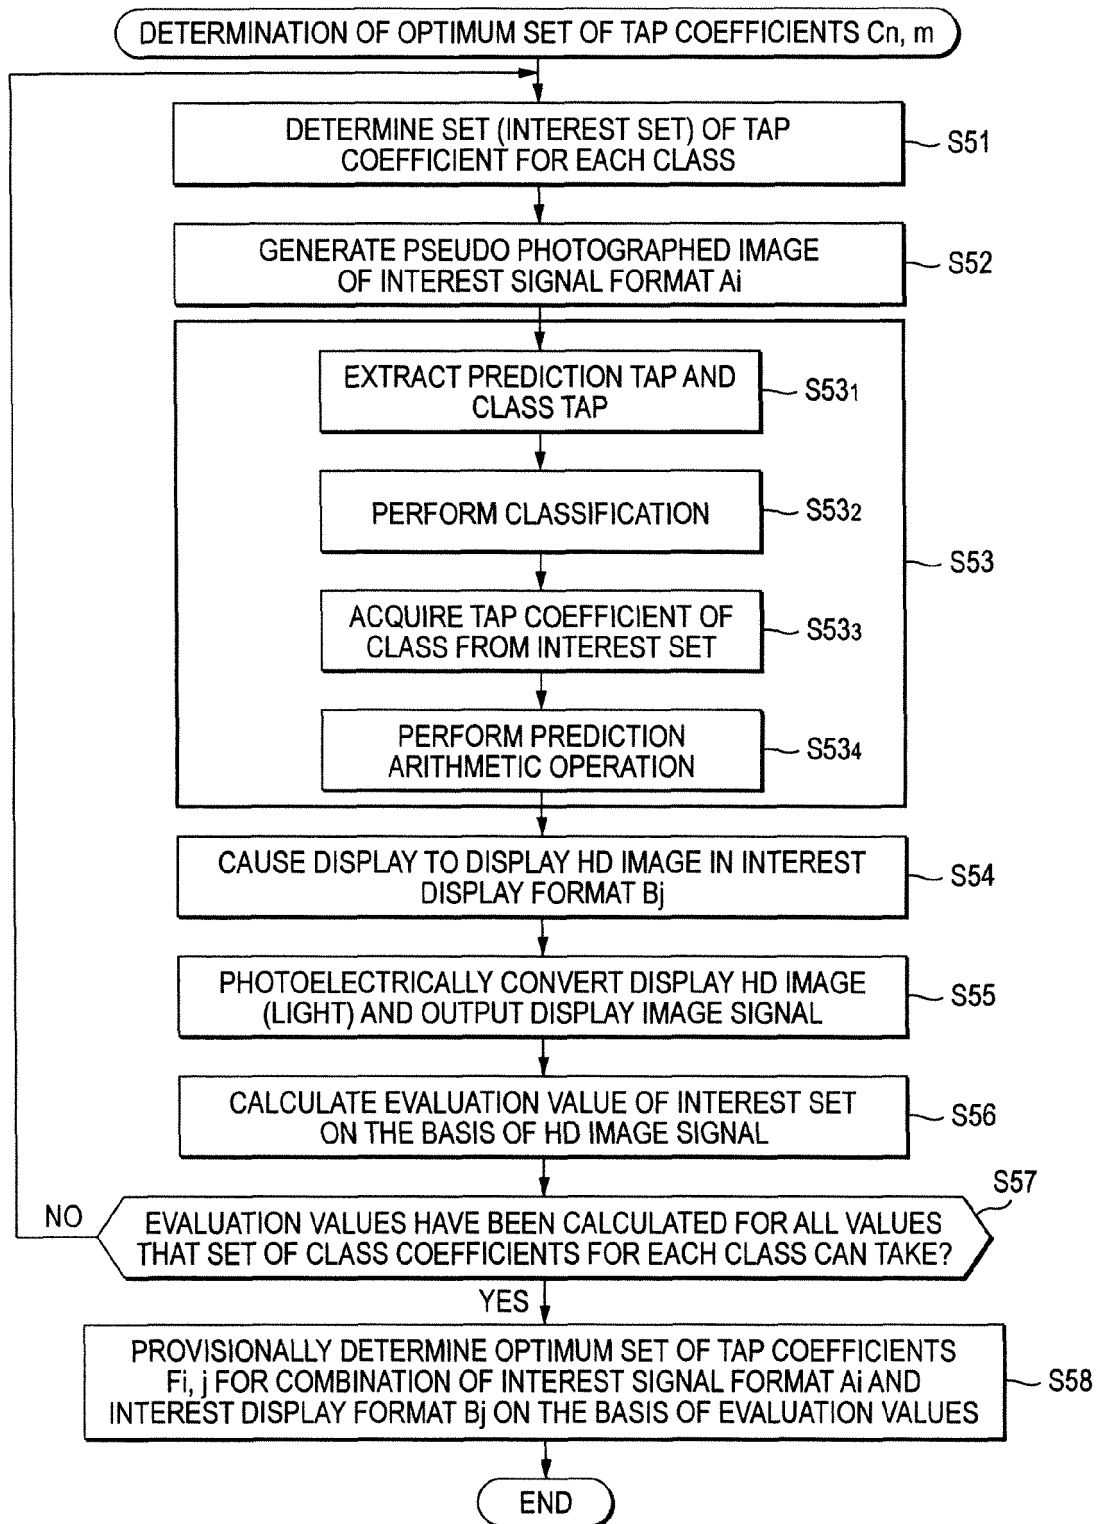 DETERMINATION OF OPTIMUM SET OF TAP COEFFICIENTS Cn, m
DETERMINE SET (INTEREST SET) OF TAP
COEFFICIENT FOR EACH CLASS
S51
GENERATE PSEUDO PHOTOGRAPHED IMAGE
OF INTEREST SIGNAL FORMAT Ai
S52
EXTRACT PREDICTION TAP AND
CLASS TAP
S531
PERFORM CLASSIFICATION
S532
S53
ACQUIRE TAP COEFFICIENT OF
CLASS FROM INTEREST SET
S533
PERFORM PREDICTION
ARITHMETIC OPERATION
S534
CAUSE DISPLAY TO DISPLAY HD IMAGE IN INTEREST
DISPLAY FORMAT Bj
S54
PHOTOELECTRICALLY CONVERT DISPLAY HD IMAGE
(LIGHT) AND OUTPUT DISPLAY IMAGE SIGNAL
S55
CALCULATE EVALUATION VALUE OF INTEREST SET
ON THE BASIS OF HD IMAGE SIGNAL
S56
S57
NO
EVALUATION VALUES HAVE BEEN CALCULATED FOR ALL VALUES
THAT SET OF CLASS COEFFICIENTS FOR EACH CLASS CAN TAKE?
YES
PROVISIONALLY DETERMINE OPTIMUM SET OF TAP COEFFICIENTS
Fi, j FOR COMBINATION OF INTEREST SIGNAL FORMAT Ai AND
INTEREST DISPLAY FORMAT Bj ON THE BASIS OF EVALUATION VALUES
S58
END